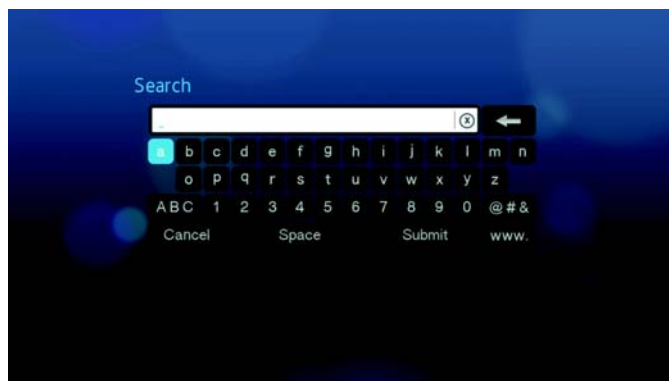 Search
a b c d e f g h i j k l m n
o p q r s t u v w x y z
ABC 1 2 3 4 5 6 7 8 9 0 @#&
Cancel Space Submit www.